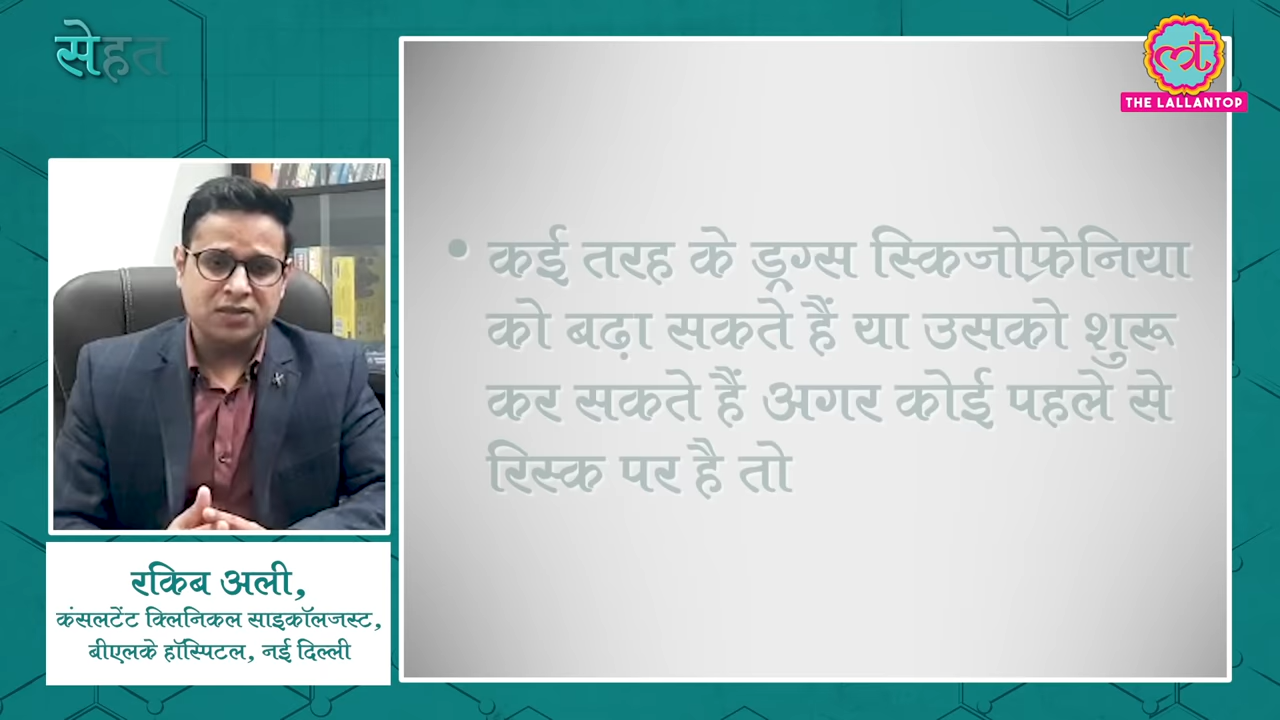 सेहत
THE LALLANTOP
• कई तरह के ड्रग्स स्किजोफ्रेनिया
को बढ़ा सकते हैं या उसको शुरू
कर सकते हैं अगर कोई पहले से
रिस्क पर है तो
रकिब अली,
कंसलटेंट क्लिनिकल साइकॉलजिस्ट,
बीएलके हॉस्पिटल, नई दिल्ली